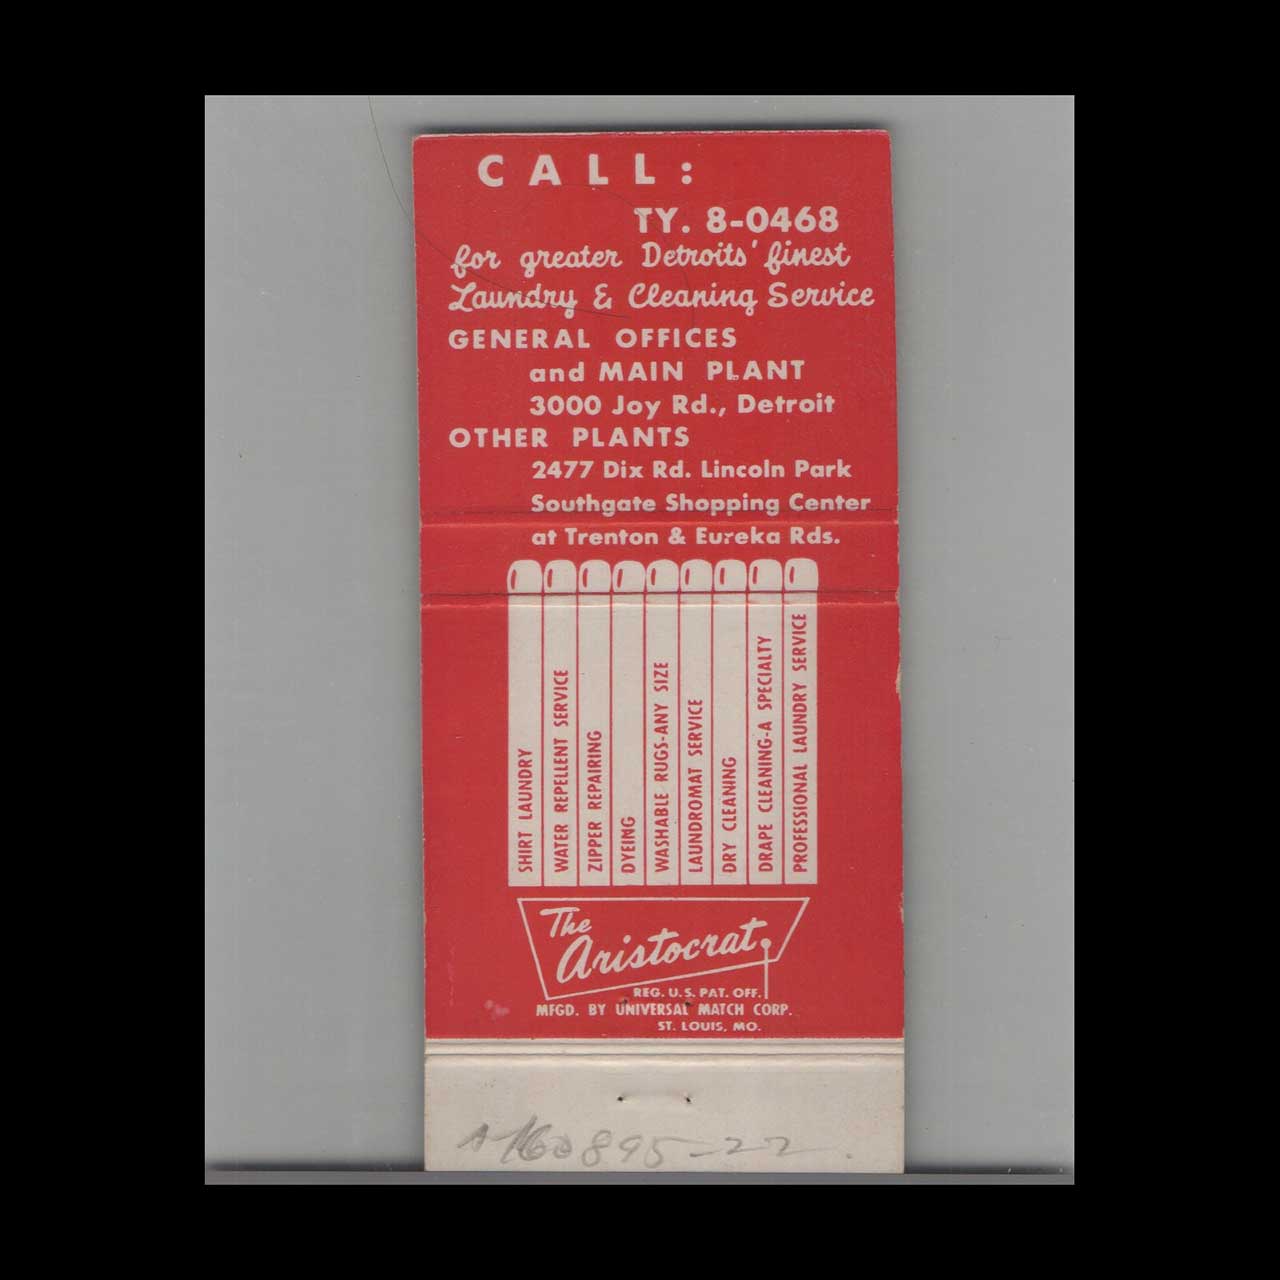 CALL:
TY. 8-0468
for greater Detroits' finest
Laundry & Cleaning Service
GENERAL OFFICES
and MAIN PLANT
3000 Joy Rd., Detroit
OTHER PLANTS
2477 Dix Rd. Lincoln Park
Southgate Shopping Center
at Trenton & Eureka Rds.
SHIRT LAUNDRY
WATER REPELLENT SERVICE
ZIPPER REPAIRING
DYEING
WASHABLE RUGS-ANY SIZE
LAUNDROMAT SERVICE
DRY CLEANING
DRAPE CLEANING-A SPECIALTY
PROFESSIONAL LAUNDRY SERVICE
The
Aristocrat
REG. U.S. PAT. OFF.
MFGD. BY UNIVERSAL MATCH CORP.
ST. LOUIS, MO.